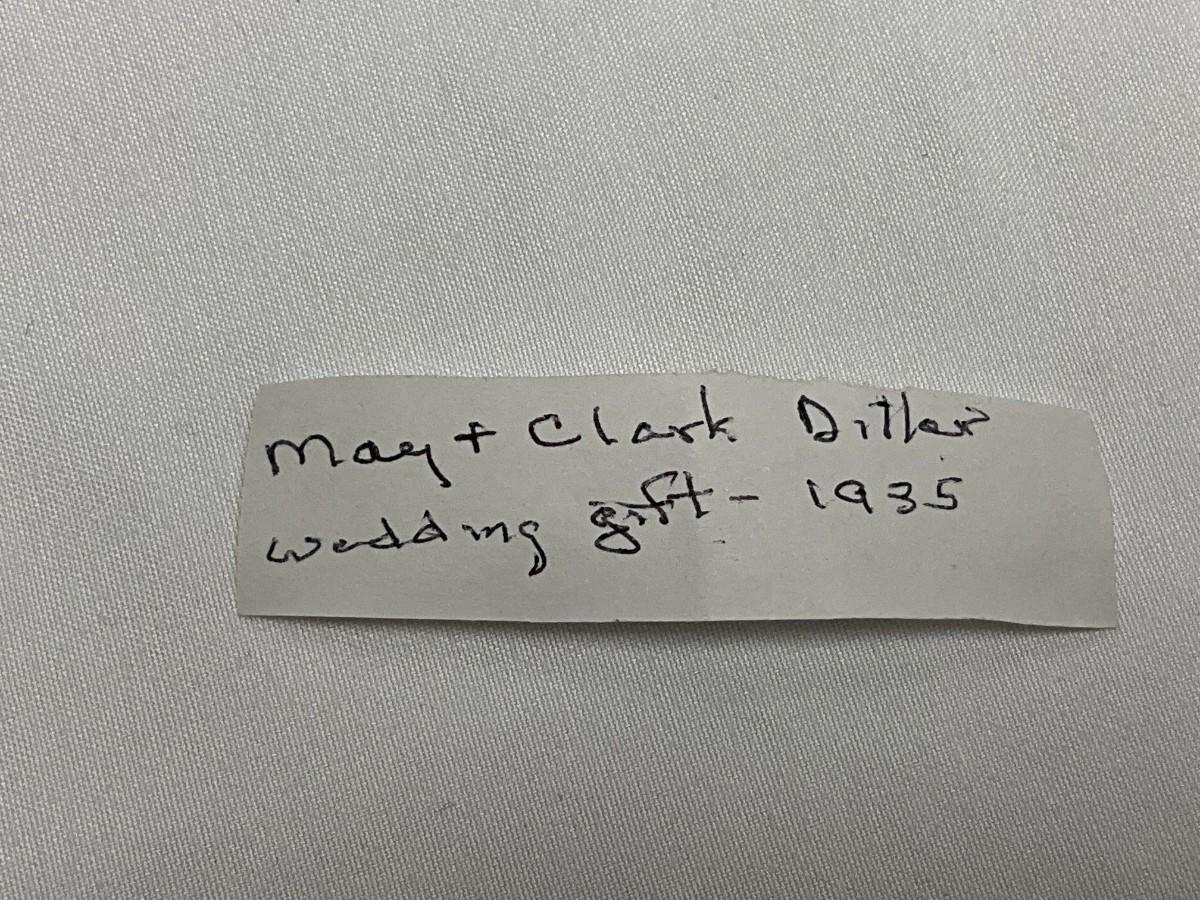 May + Clark Ditler
wedding gift - 1935